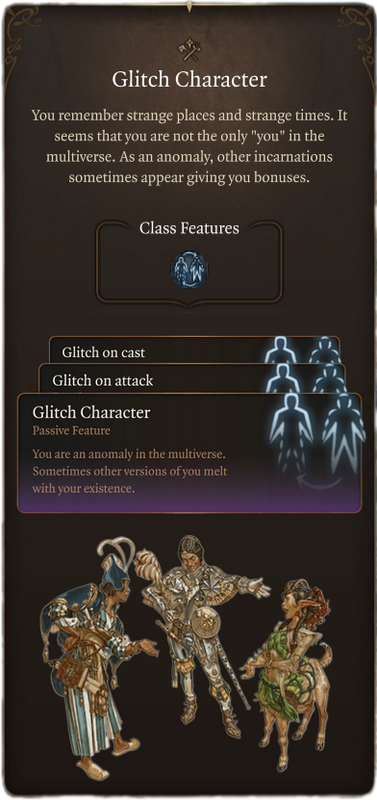 Glitch Character
You remember strange places and strange times. It
seems that you are not the only "you" in the
multiverse. As an anomaly, other incarnations
sometimes appear giving you bonuses.
Class Features
Glitch on cast
Glitch on attack
Glitch Character
Passive Feature
You are an anomaly in the multiverse.
Sometimes other versions of you melt
with your existence.